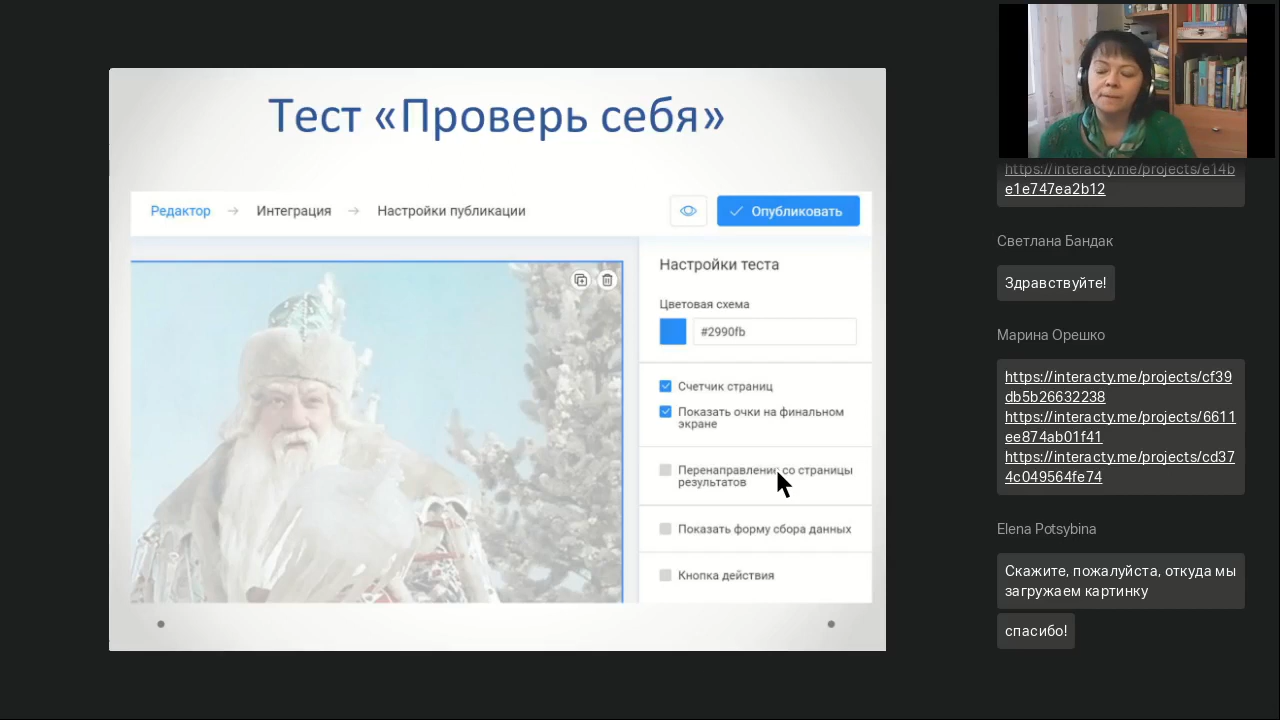 Тест «Проверь себя»
Редактор → Интеграция → Настройки публикации
Опубликовать
Настройки теста
Цветовая схема
#2990fb
Счетчик страниц
Показать очки на финальном
экране
Перенаправление со страницы
результатов
Показать форму сбора данных
Кнопка действия
https://interacty.me/projects/e14b
e1e747ea2b12
Светлана Бандак
Здравствуйте!
Марина Орешко
https://interacty.me/projects/cf39
db5b26632238
https://interacty.me/projects/6611
ee874ab01f41
https://interacty.me/projects/cd37
4c049564fe74
Elena Potsybina
Скажите, пожалуйста, откуда мы
загружаем картинку
спасибо!